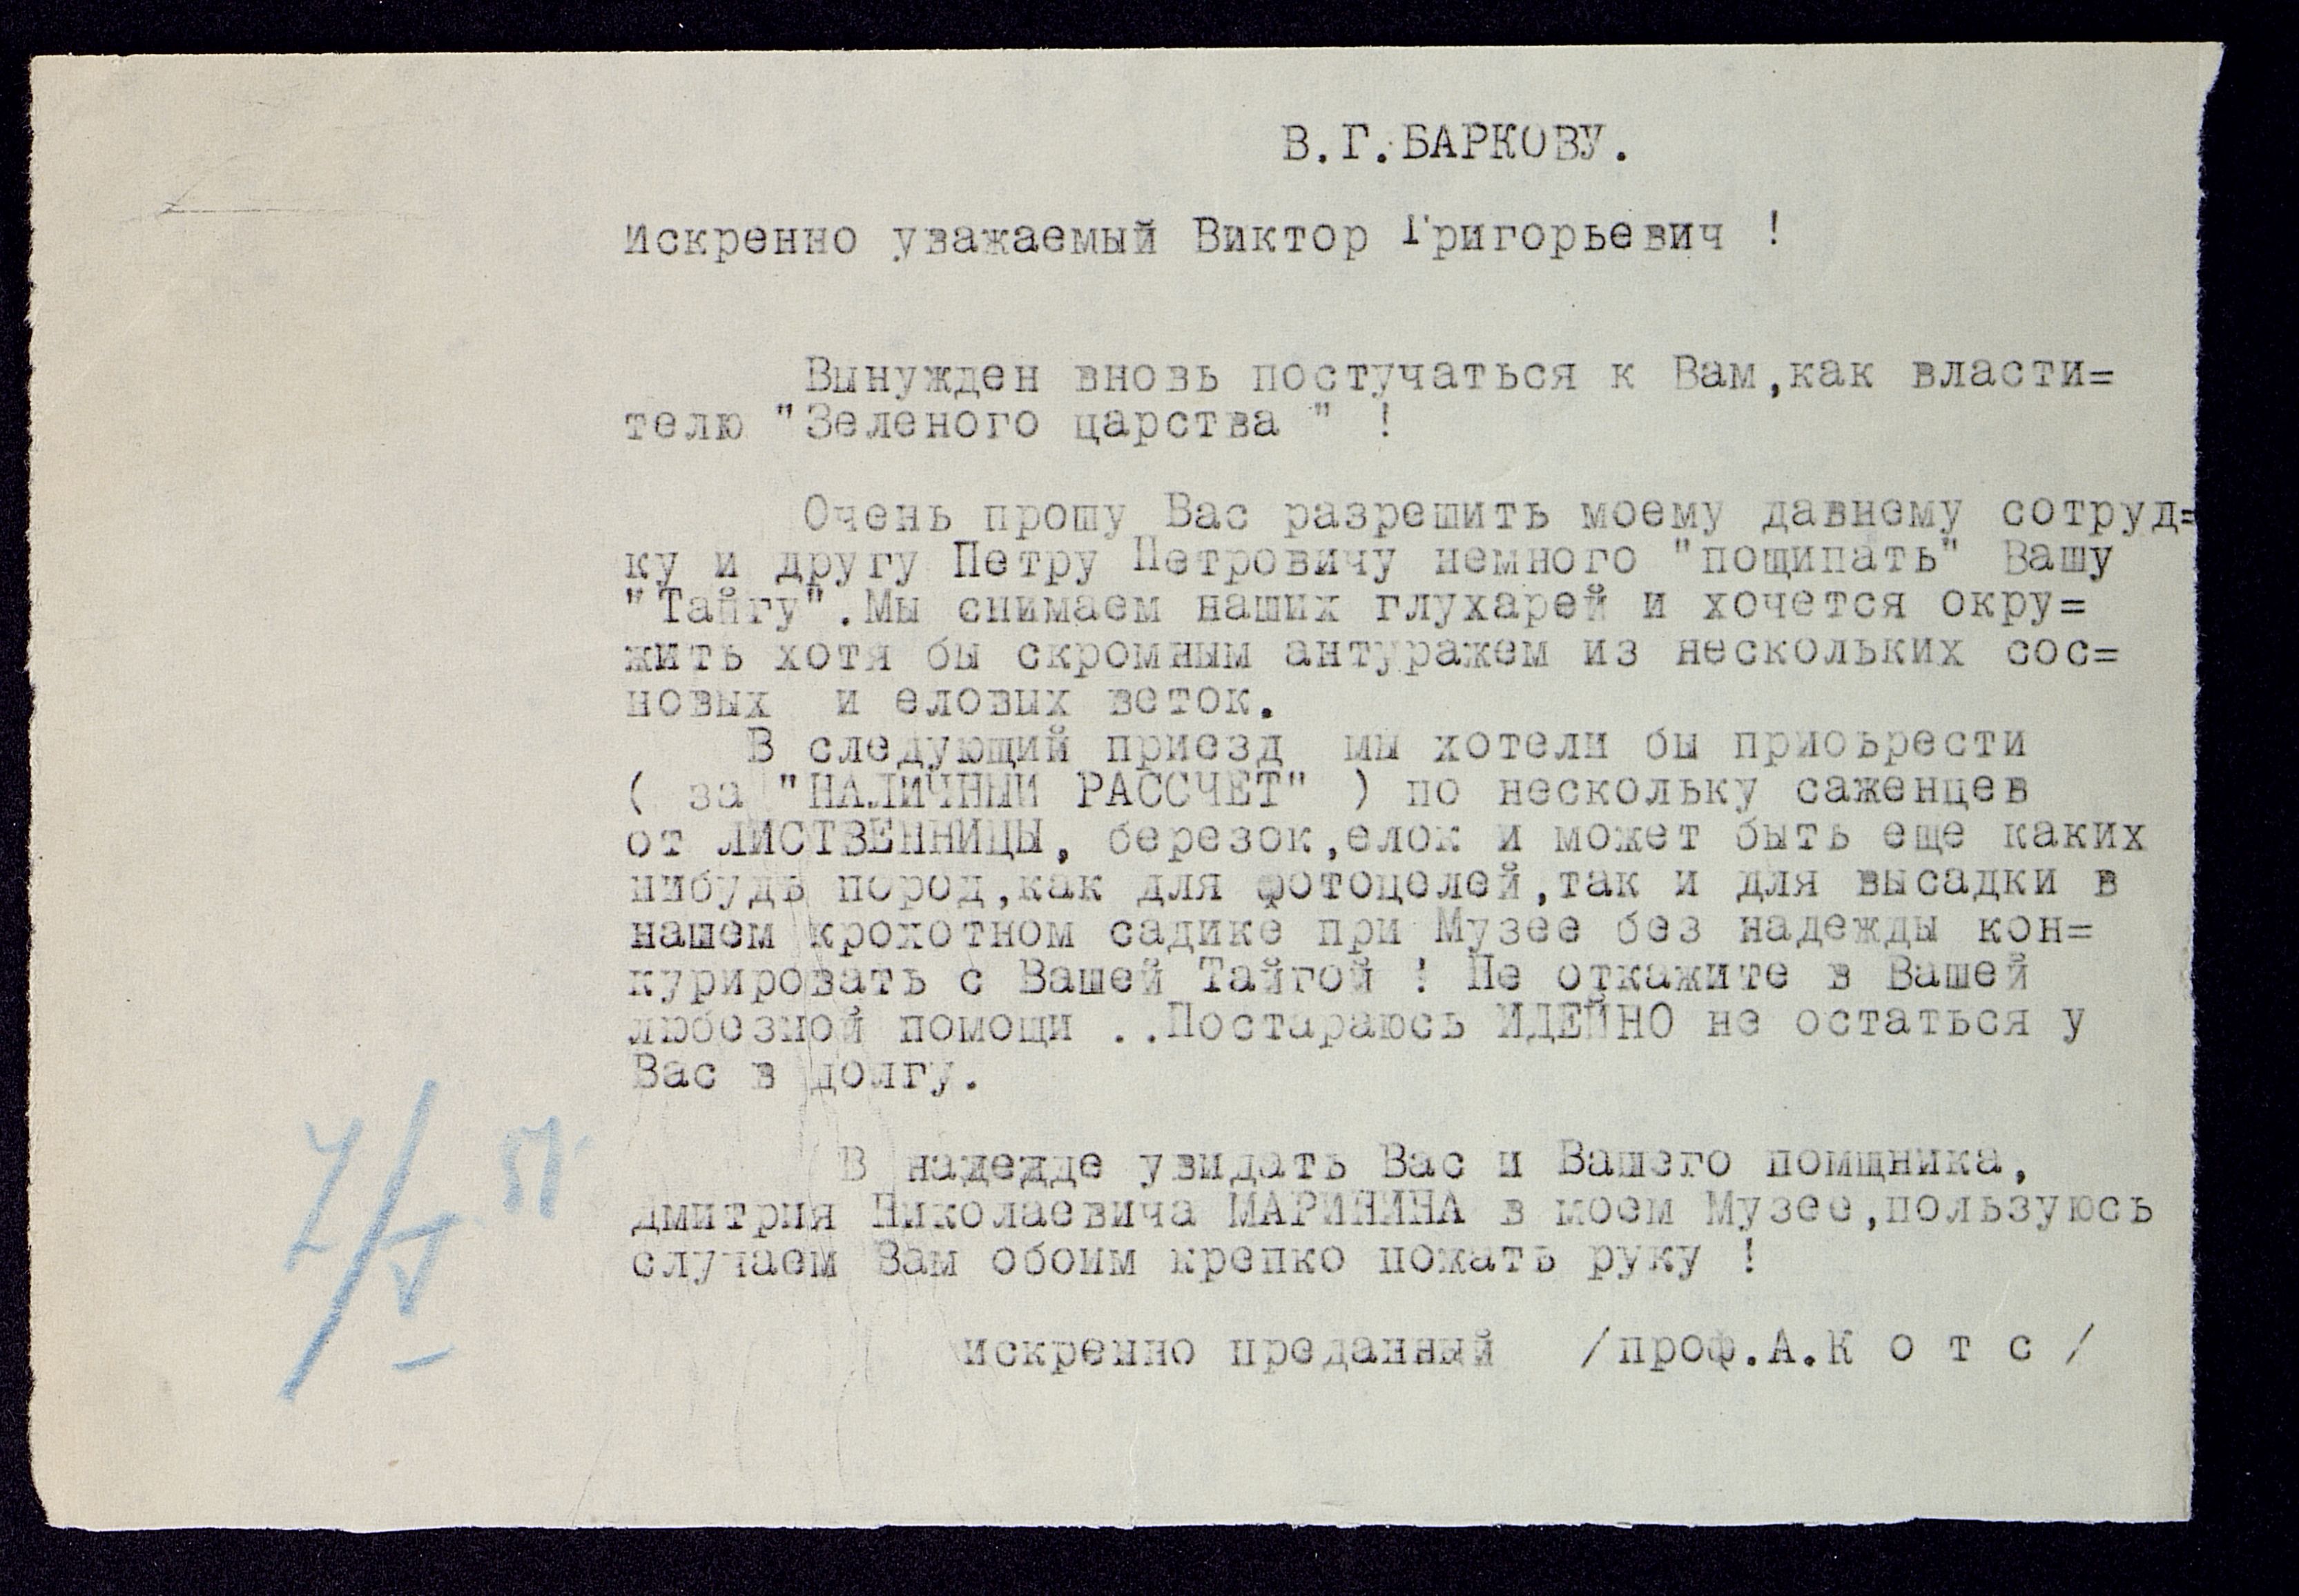 В.Г.БАРКОВУ.
искренно уважаемый Виктор Григорьевич !
Вынужден вновь постучаться к Вам,как власти=
телю "Зеленого царства " !
Очень прошу Вас разрешить моему давнему сотруд=
ку и другу Петру Петровичу немного "пощипать" Вашу
"Тайгу".Мы снимаем наших глухарей и хочется окру=
жить хотя бы скромным антуражем из нескольких сос=
новых и еловых веток.
В следующий приезд мы хотели бы приоьрести
( за "НАЛИЧНЫЙ РАССЧЕТ" ) по нескольку саженцев
от ЛИСТВЕННИЦЫ, березок,елок и может быть еще каких
нибудь пород,как для фотоцелей,так и для высадки в
нашем крохотном садике при Музее без надежды кон=
курировать с Вашей Тайгой ! Не откажите в Вашей
любезной помощи ..Постараюсь ИДЕЙНО не остаться у
Вас в долгу.
В надежде увидать Вас и Вашего помщника,
дмитрия Николаевича МАРИНИНА в моем Музее,пользуюсь
случаем Вам обоим крепко пожать руку !
искренно преданный /проф.А.К о т с /
7/V 51.